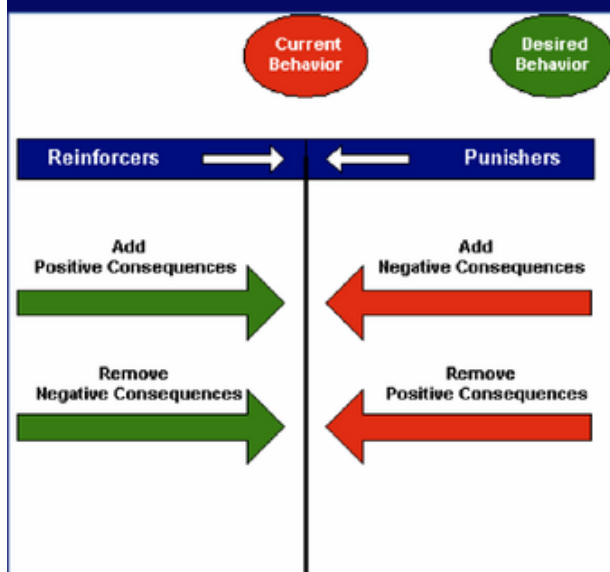 Current
Behavior
Desired
Behavior
Reinforcers
Punishers
Add
Positive Consequences
Add
Negative Consequences
Remove
Negative Consequences
Remove
Positive Consequences